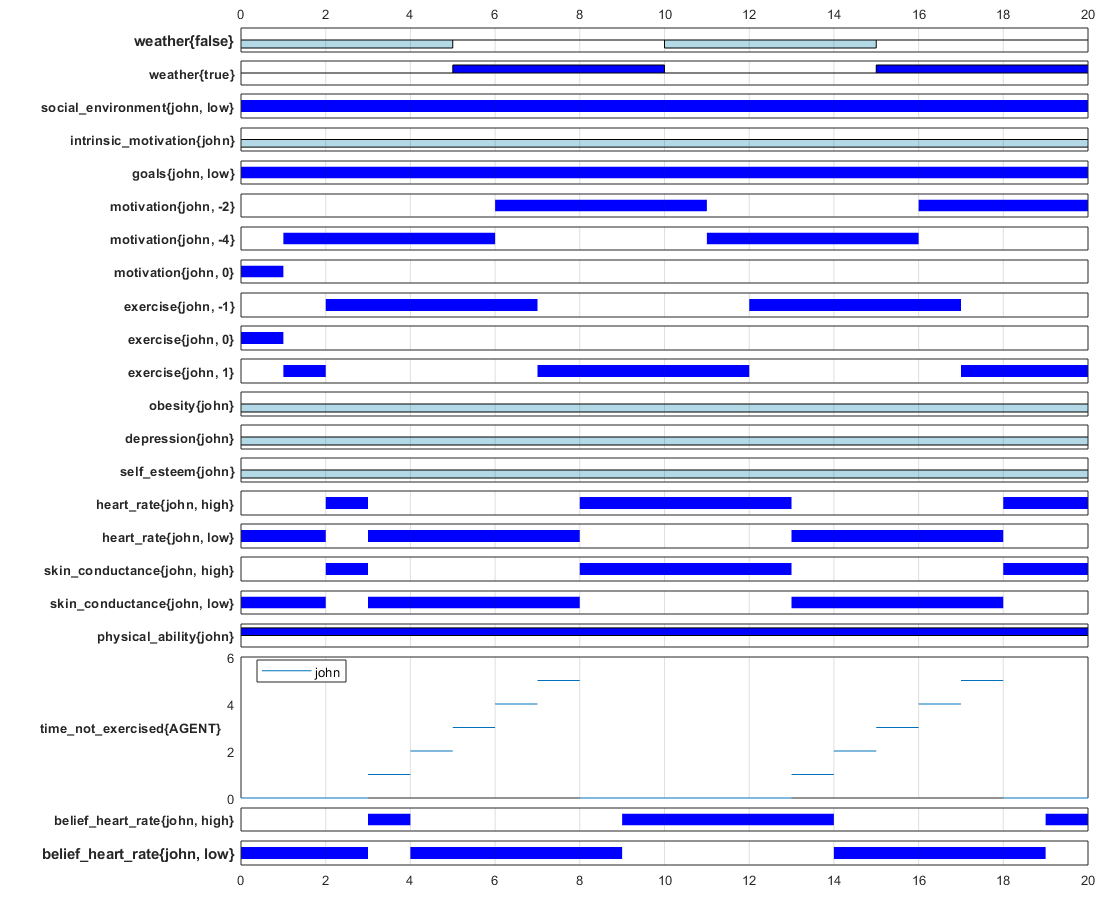 0 2 4 6 8 10 12 14 16 18 20
weather{false}
weather{true}
social_environment{john, low}
intrinsic_motivation{john}
goals{john, low}
motivation{john, -2}
motivation{john, -4}
motivation{john, 0}
exercise{john, -1}
exercise{john, 0}
exercise{john, 1}
obesity{john}
depression{john}
self_esteem{john}
heart_rate{john, high}
heart_rate{john, low}
skin_conductance{john, high}
skin_conductance{john, low}
physical_ability{john}
6
john
4
time_not_exercised{AGENT}
2
0
belief_heart_rate{john, high}
belief_heart_rate{john, low}
0 2 4 6 8 10 12 14 16 18 20